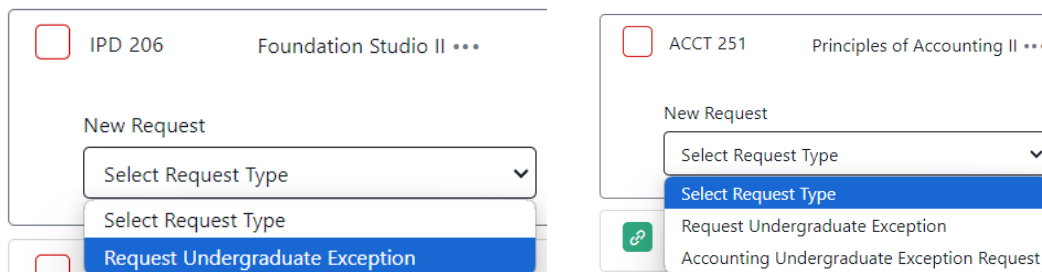 IPD 206 Foundation Studio II •••
New Request
Select Request Type
Select Request Type
Request Undergraduate Exception
ACCT 251 Principles of Accounting II •••
New Request
Select Request Type
Select Request Type
Request Undergraduate Exception
Accounting Undergraduate Exception Request